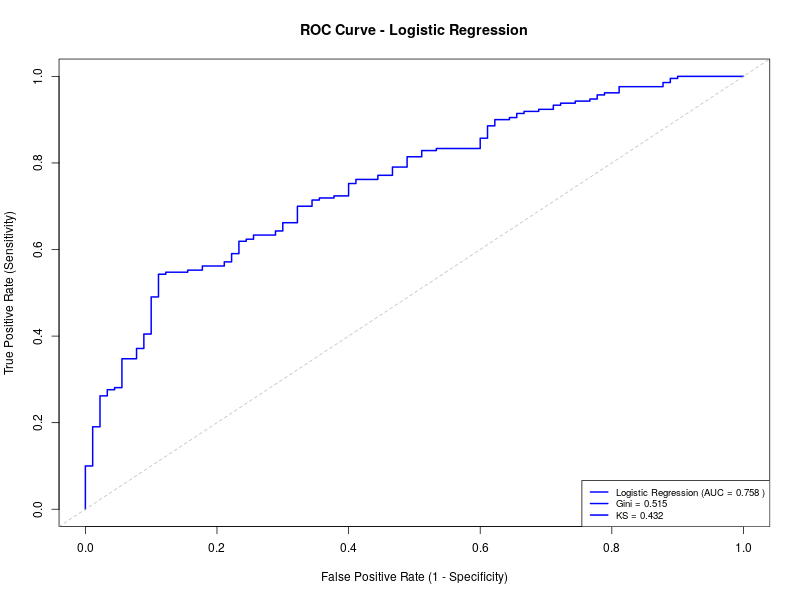 ROC Curve - Logistic Regression
True Positive Rate (Sensitivity)
1.0
0.8
0.6
0.4
0.2
0.0
0.0 0.2 0.4 0.6 0.8 1.0
False Positive Rate (1 - Specificity)
Logistic Regression (AUC = 0.758 )
Gini = 0.515
KS = 0.432